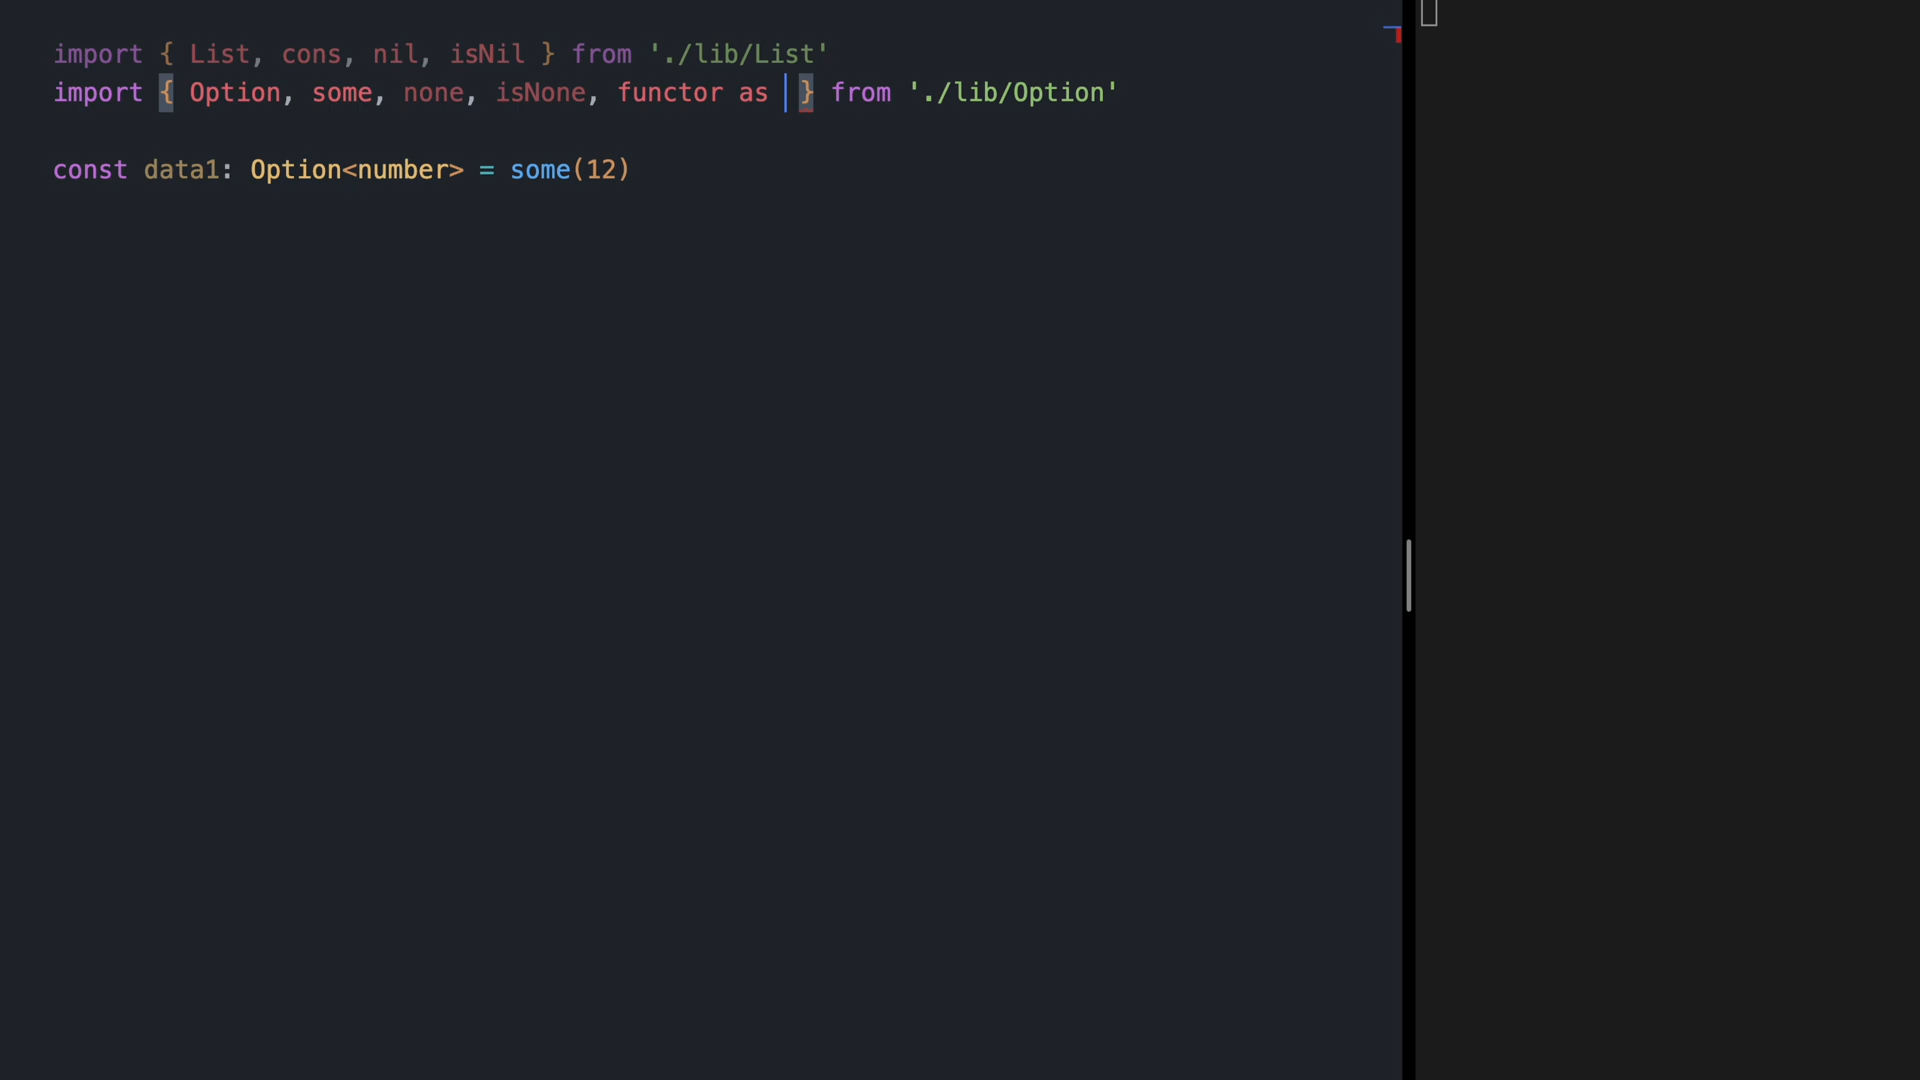 import { List, cons, nil, isNil } from './lib/List'
import { Option, some, none, isNone, functor as } from './lib/Option'
const data1: Option<number> = some(12)